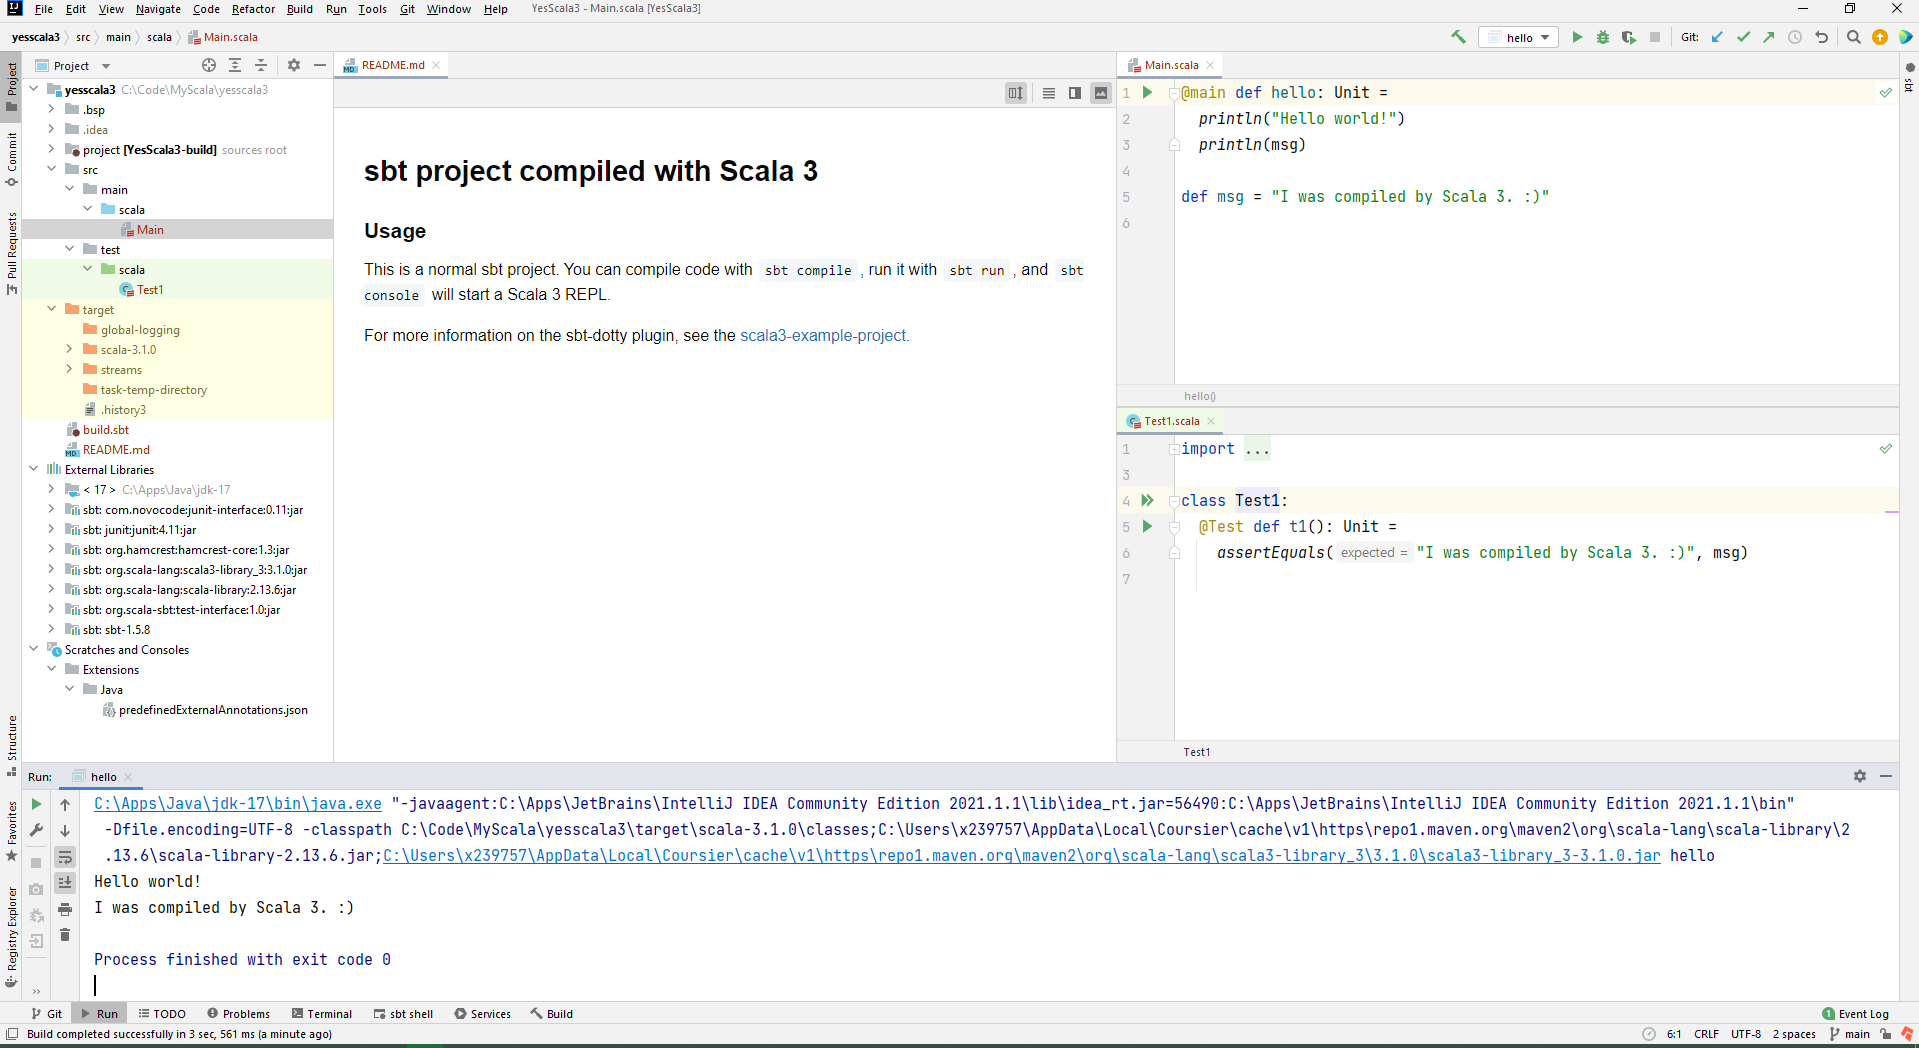 File Edit View Navigate Code Refactor Build Run Tools Git Window Help YesScala3 - Main.scala [YesScala3]
yesscala3 src main scala Main.scala
hello Git:
Project
README.md
Main.scala
Project
Commit
Pull Requests
Structure
Favorites
Registry Explorer
sbt
yesscala3 C:\Code\MyScala\yesscala3
.bsp
.idea
project [YesScala3-build] sources root
src
main
scala
Main
test
scala
Test1
target
global-logging
scala-3.1.0
streams
task-temp-directory
.history3
build.sbt
README.md
External Libraries
< 17 > C:\Apps\Java\jdk-17
sbt: com.novocode:junit-interface:0.11:jar
sbt: junit:junit:4.11:jar
sbt: org.hamcrest:hamcrest-core:1.3:jar
sbt: org.scala-lang:scala3-library_3:3.1.0:jar
sbt: org.scala-lang:scala-library:2.13.6:jar
sbt: org.scala-sbt:test-interface:1.0:jar
sbt: sbt-1.5.8
Scratches and Consoles
Extensions
Java
predefinedExternalAnnotations.json
sbt project compiled with Scala 3
Usage
This is a normal sbt project. You can compile code with sbt compile , run it with sbt run , and sbt
console will start a Scala 3 REPL.
For more information on the sbt-dotty plugin, see the scala3-example-project.
1 @main def hello: Unit =
2 println("Hello world!")
3 println(msg)
4
5 def msg = "I was compiled by Scala 3. :)"
6
hello()
Test1.scala
1 import ...
3
4 class Test1:
5 @Test def t1(): Unit =
6 assertEquals( expected = "I was compiled by Scala 3. :)", msg)
7
Test1
Run: hello
C:\Apps\Java\jdk-17\bin\java.exe "-javaagent:C:\Apps\JetBrains\IntelliJ IDEA Community Edition 2021.1.1\lib\idea_rt.jar=56490:C:\Apps\JetBrains\IntelliJ IDEA Community Edition 2021.1.1\bin"
-Dfile.encoding=UTF-8 -classpath C:\Code\MyScala\yesscala3\target\scala-3.1.0\classes;C:\Users\x239757\AppData\Local\Coursier\cache\v1\https\repo1.maven.org\maven2\org\scala-lang\scala-library\2
.13.6\scala-library-2.13.6.jar;C:\Users\x239757\AppData\Local\Coursier\cache\v1\https\repo1.maven.org\maven2\org\scala-lang\scala3-library_3\3.1.0\scala3-library_3-3.1.0.jar hello
Hello world!
I was compiled by Scala 3. :)
Process finished with exit code 0
Git Run TODO Problems Terminal sbt shell Services Build 1 Event Log
Build completed successfully in 3 sec, 561 ms (a minute ago) 6:1 CRLF UTF-8 2 spaces main